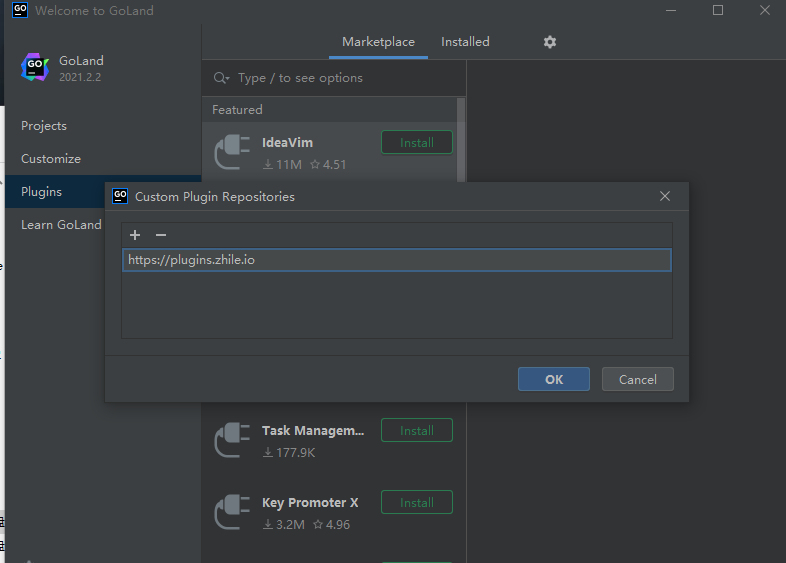 GO Welcome to GoLand
Marketplace Installed
GO GoLand
2021.2.2
Type / to see options
Featured
Projects
Customize
Plugins
Learn GoLand
IdeaVim Install
11M 4.51
GO Custom Plugin Repositories
https://plugins.zhile.io
OK Cancel
Task Managem... Install
177.9K
Key Promoter X Install
3.2M 4.96